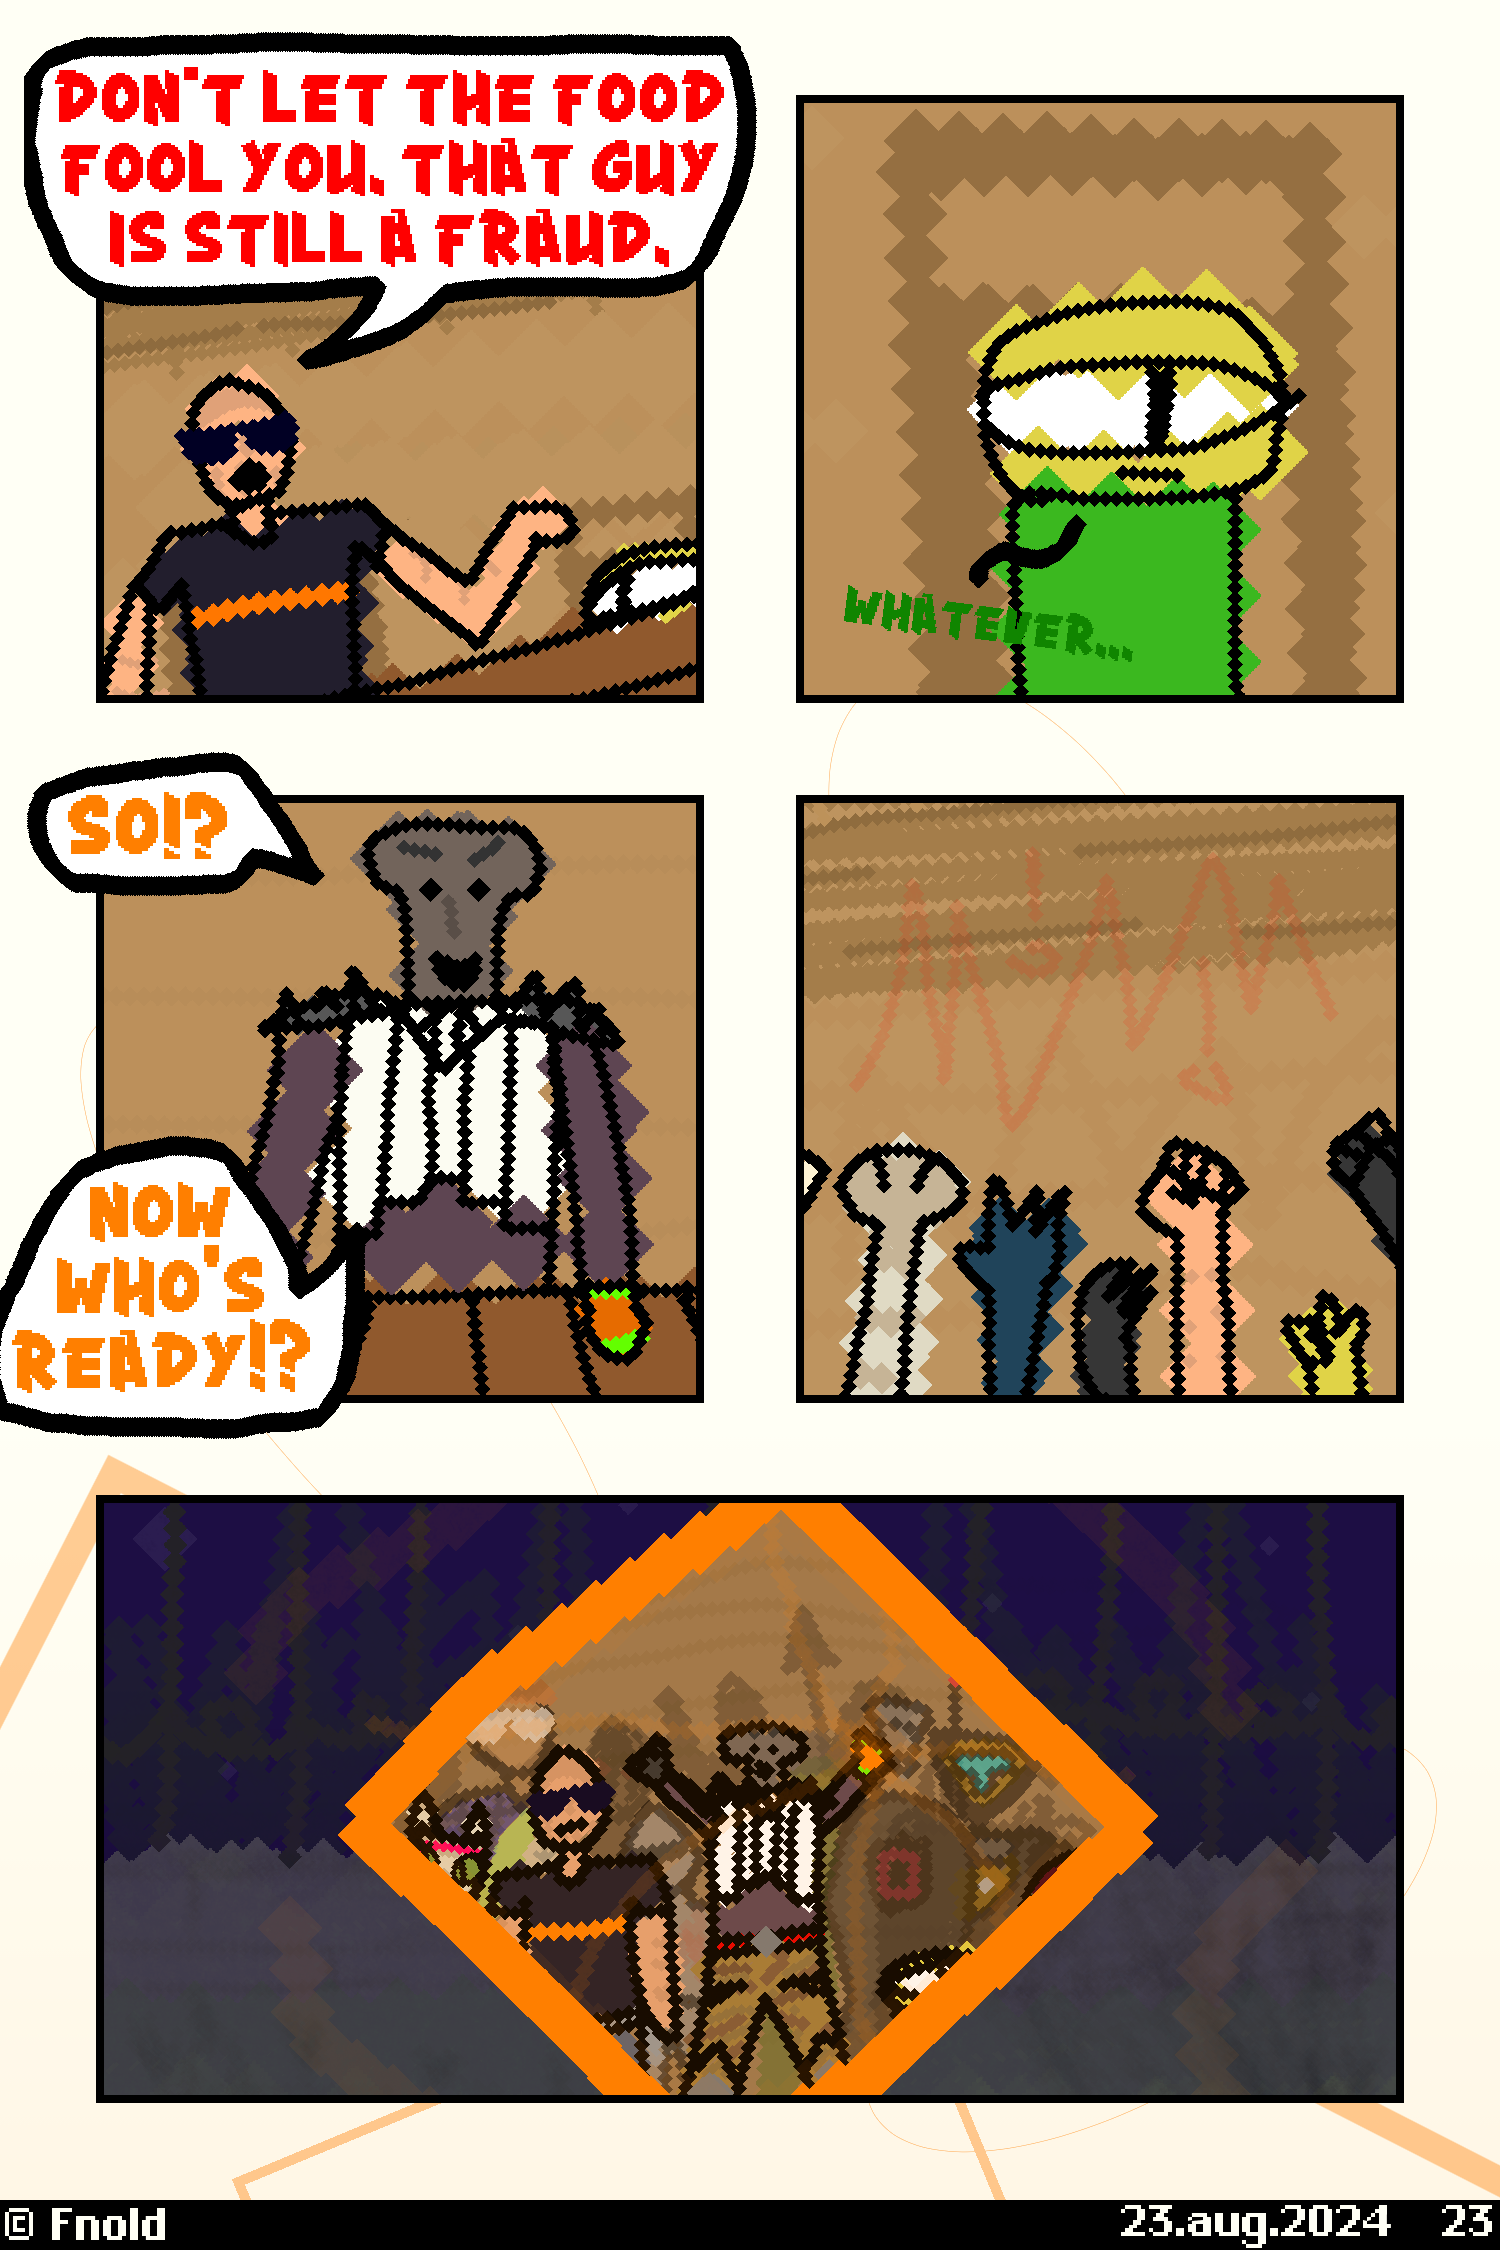 DON'T LET THE FOOD
FOOL YOU. THAT GUY
IS STILL A FRAUD.
WHATEVER...
SO!?
NOW
WHO'S
READY!?
© Fnold
23.aug.2024 23